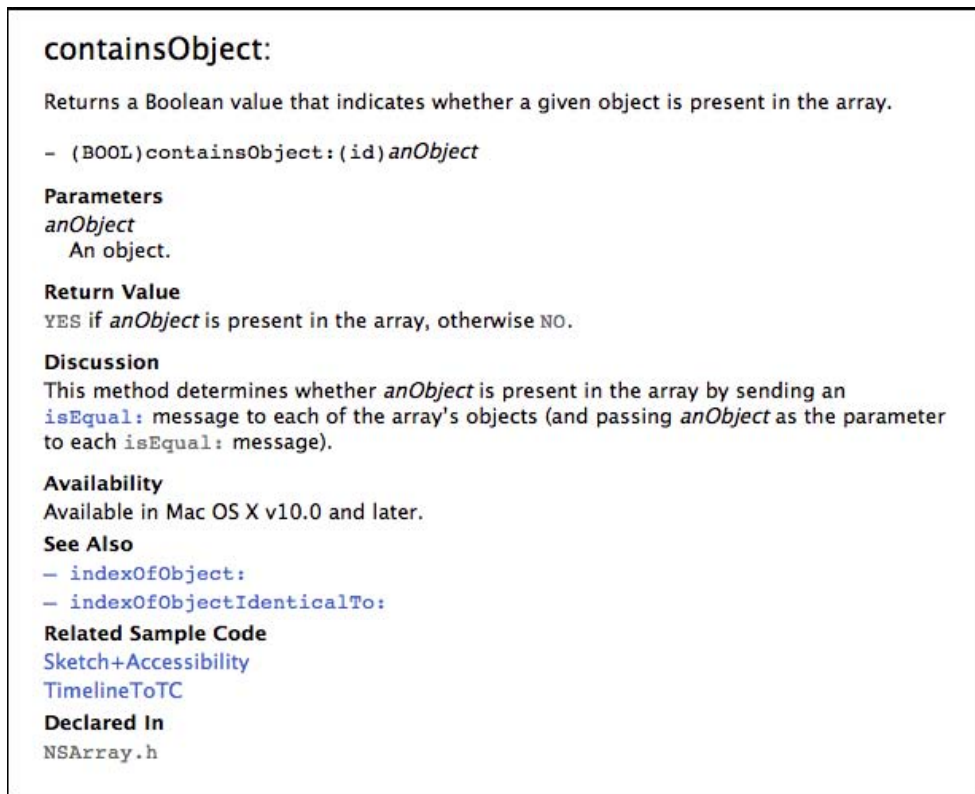 containsObject:
Returns a Boolean value that indicates whether a given object is present in the array.
– (BOOL)containsObject:(id)anObject
Parameters
anObject
An object.
Return Value
YES if anObject is present in the array, otherwise NO.
Discussion
This method determines whether anObject is present in the array by sending an
isEqual: message to each of the array's objects (and passing anObject as the parameter
to each isEqual: message).
Availability
Available in Mac OS X v10.0 and later.
See Also
– indexOfObject:
– indexOfObjectIdenticalTo:
Related Sample Code
Sketch+Accessibility
TimelineToTC
Declared In
NSArray.h